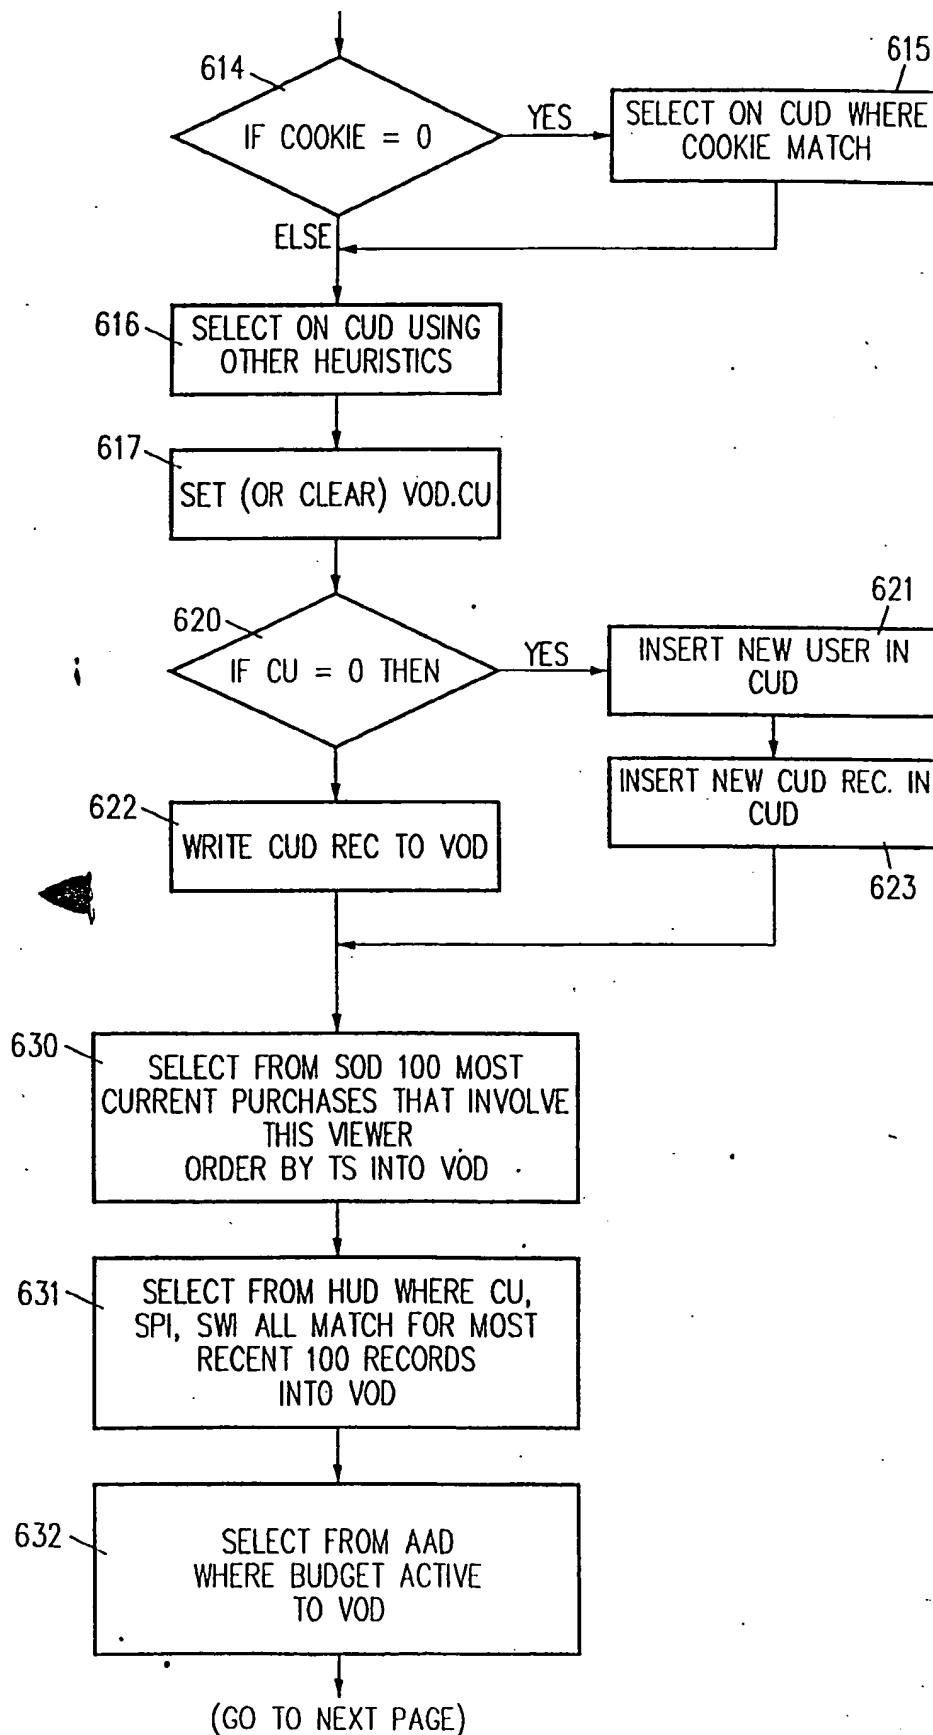 614
IF COOKIE = 0
YES
615
SELECT ON CUD WHERE
COOKIE MATCH
ELSE
616
SELECT ON CUD USING
OTHER HEURISTICS
617
SET (OR CLEAR) VOD.CU
620
IF CU = 0 THEN
YES
621
INSERT NEW USER IN
CUD
INSERT NEW CUD REC. IN
CUD
623
622
WRITE CUD REC TO VOD
630
SELECT FROM SOD 100 MOST
CURRENT PURCHASES THAT INVOLVE
THIS VIEWER
ORDER BY TS INTO VOD
631
SELECT FROM HUD WHERE CU,
SPI, SWI ALL MATCH FOR MOST
RECENT 100 RECORDS
INTO VOD
632
SELECT FROM AAD
WHERE BUDGET ACTIVE
TO VOD
(GO TO NEXT PAGE)